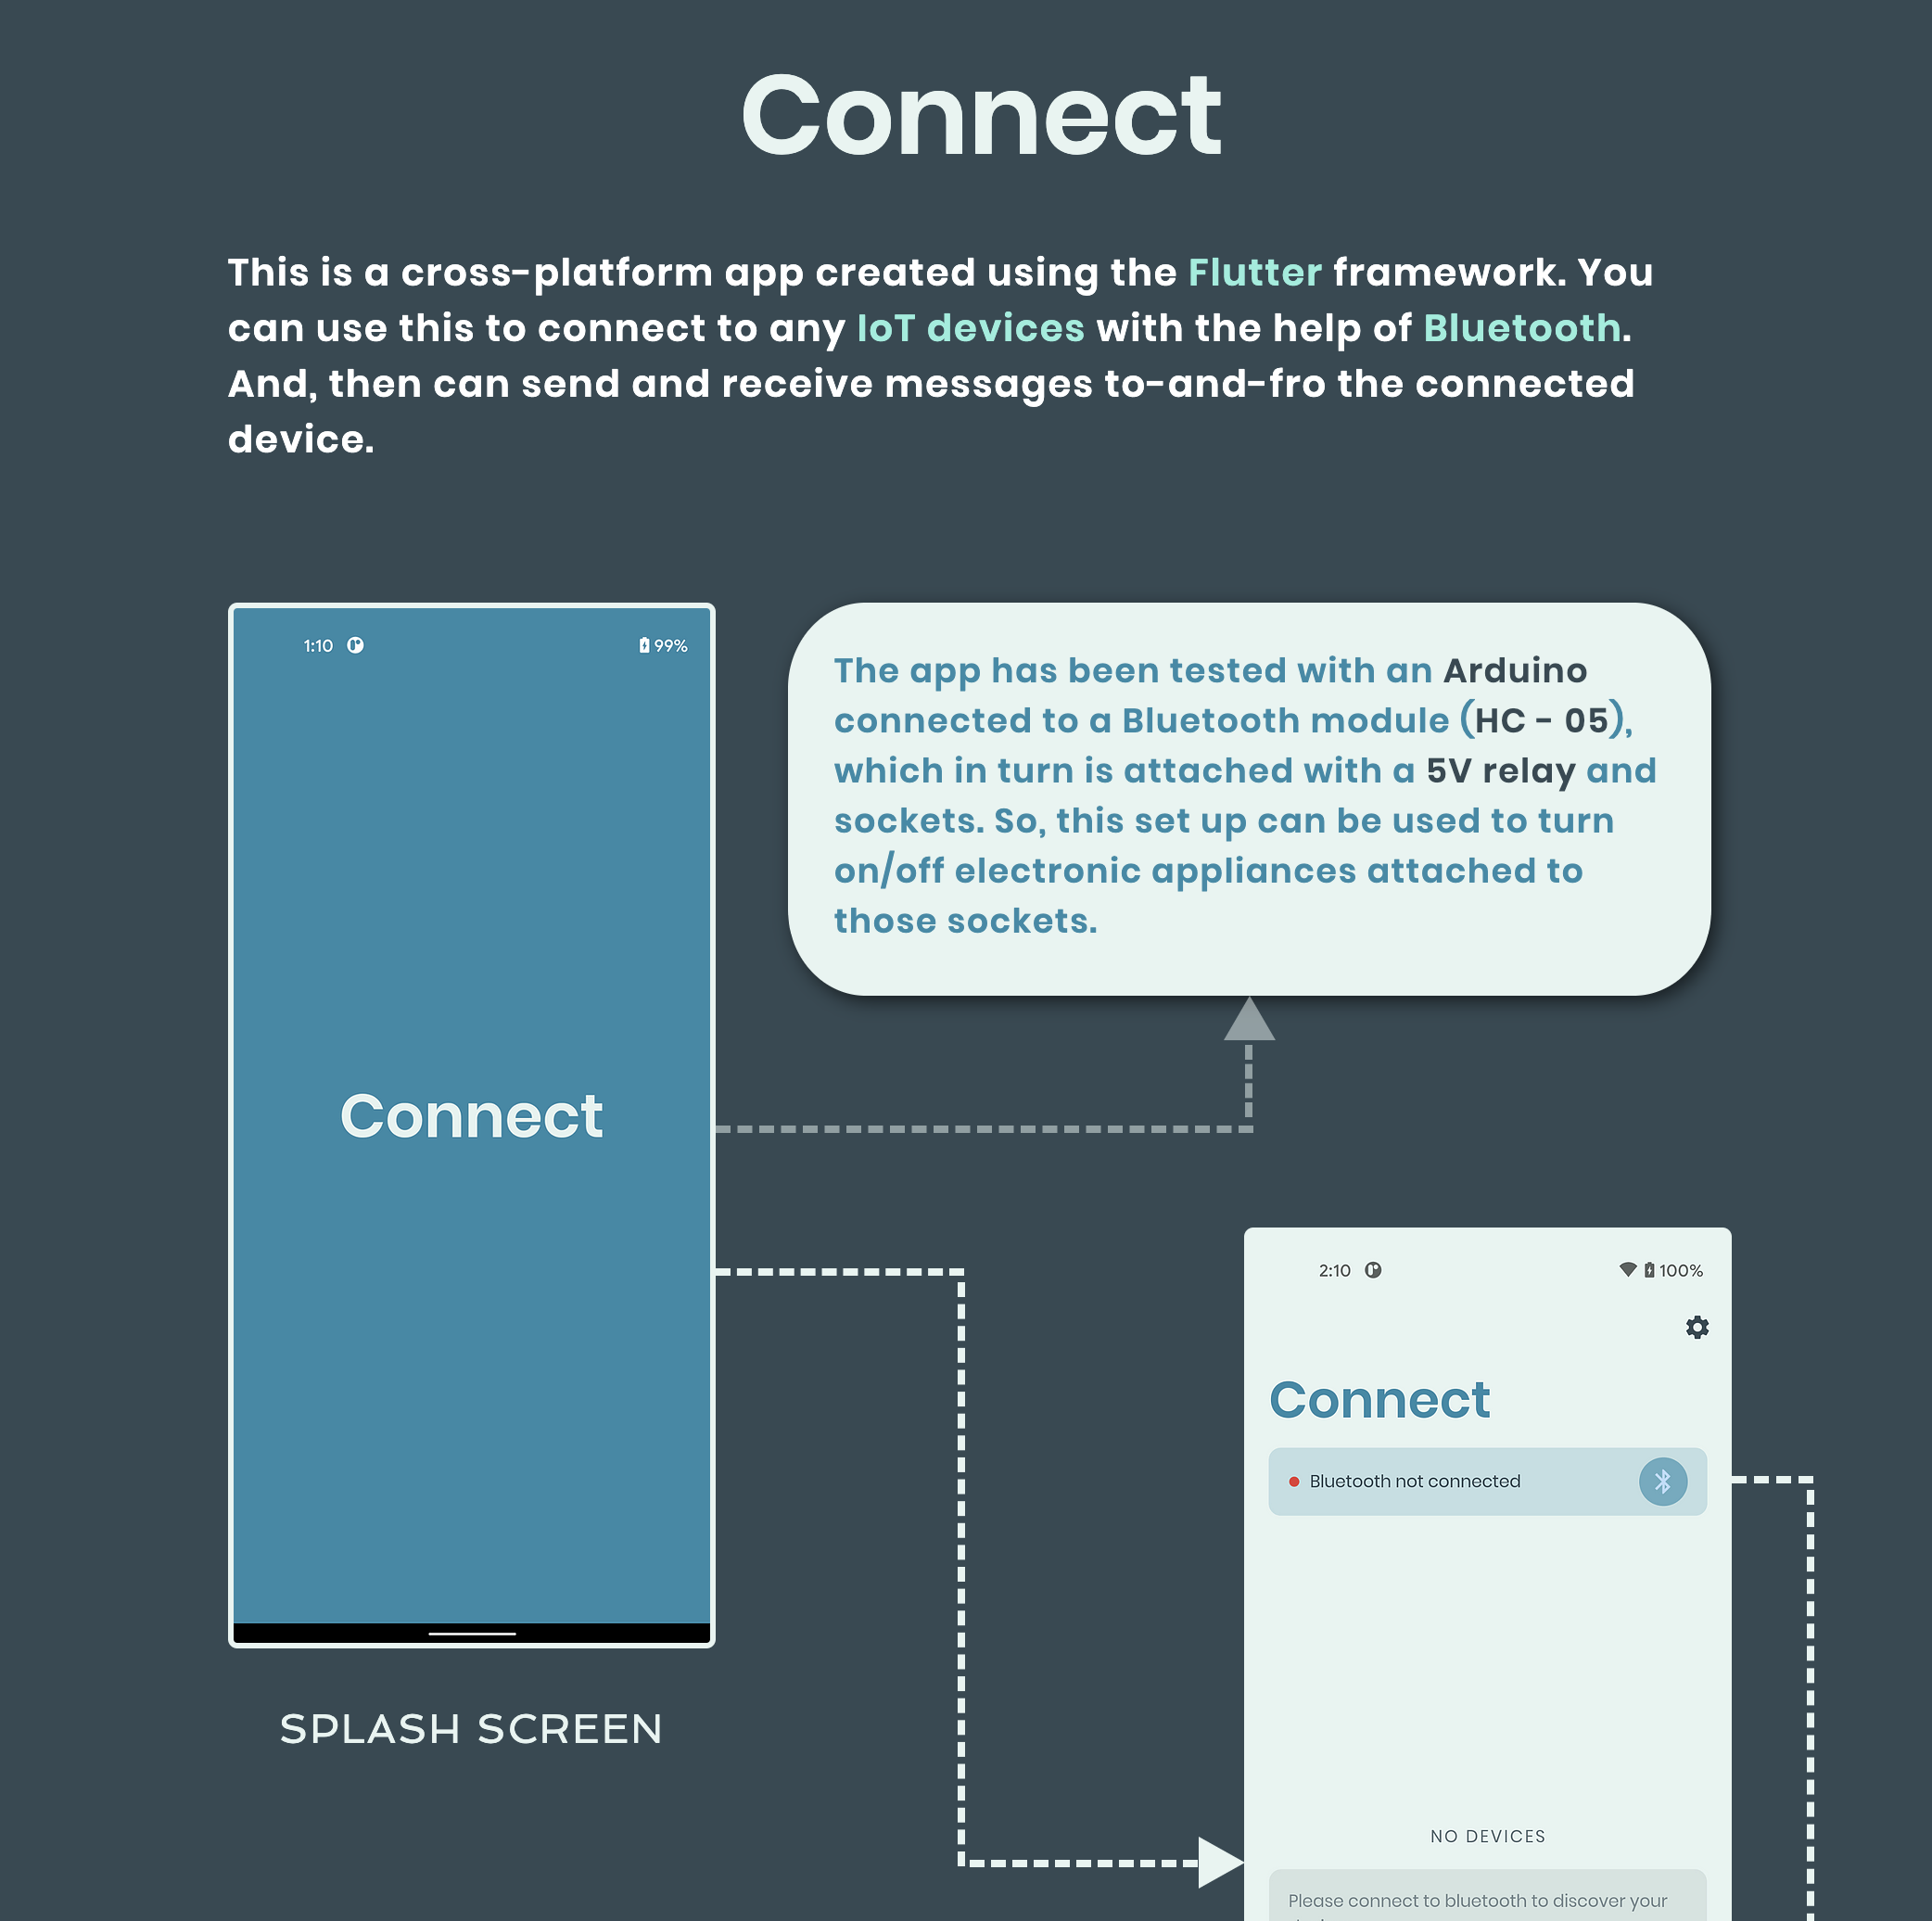 Connect
This is a cross-platform app created using the Flutter framework. You
can use this to connect to any IoT devices with the help of Bluetooth.
And, then can send and receive messages to-and-fro the connected
device.
1:10
99%
Connect
SPLASH SCREEN
The app has been tested with an Arduino
connected to a Bluetooth module (HC - 05),
which in turn is attached with a 5V relay and
sockets. So, this set up can be used to turn
on/off electronic appliances attached to
those sockets.
2:10
100%
Connect
Bluetooth not connected
NO DEVICES
Please connect to bluetooth to discover your